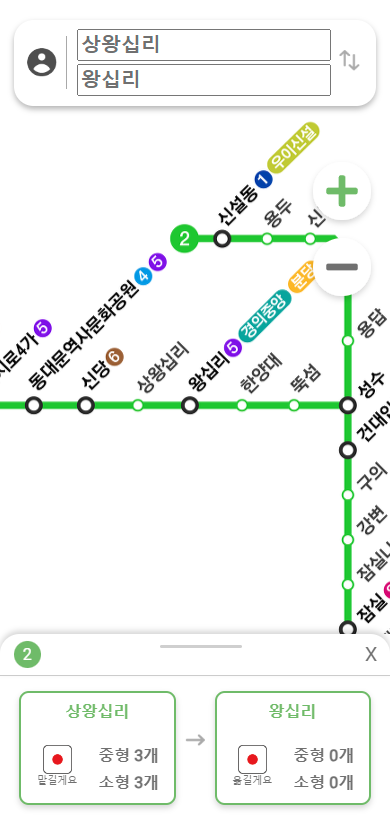 상왕십리
왕십리
우이신설
1
신설동
용두
신
2
분당
경의중앙
5
4
동대문역사문화공원
5
지로4가
6
신당
상왕십리
5
왕십리
한양대
뚝섬
용답
성수
건대입
구의
강변
잠실나
잠실
2
X
상왕십리
맡길게요
중형 3개
소형 3개
왕십리
옮길게요
중형 0개
소형 0개